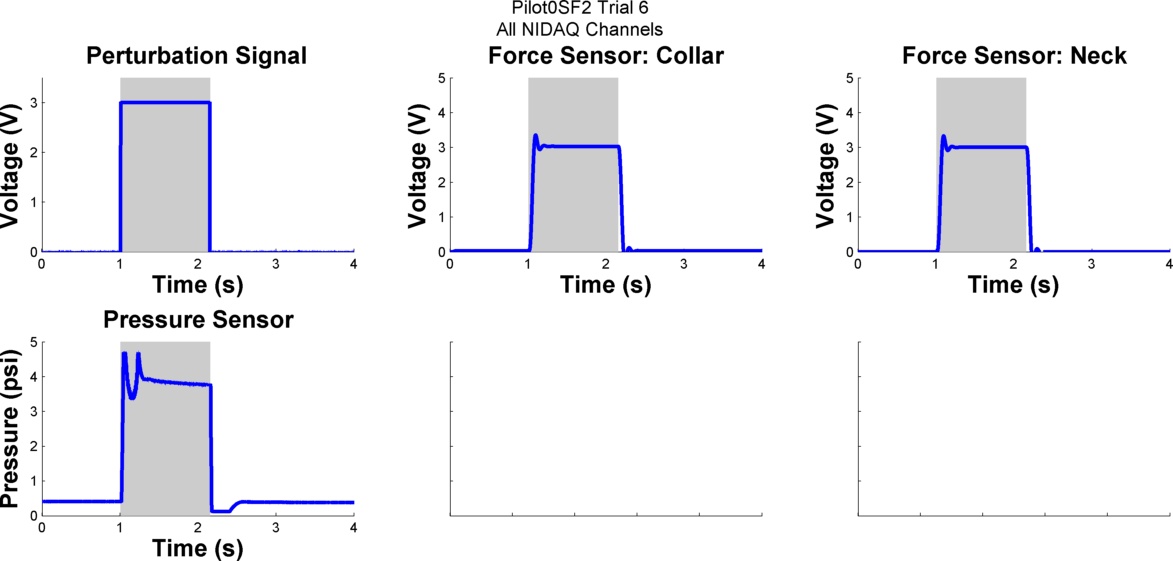 Pilot0SF2 Trial 6
All NIDAQ Channels
Perturbation Signal
Force Sensor: Collar
Force Sensor: Neck
Voltage (V)
3
2
1
0
0 1 2 3 4
Time (s)
Voltage (V)
5
4
3
2
1
0
0 1 2 3 4
Time (s)
Voltage (V)
5
4
3
2
1
0
0 1 2 3 4
Time (s)
Pressure Sensor
Pressure (psi)
5
4
3
2
1
0
0 1 2 3 4
Time (s)